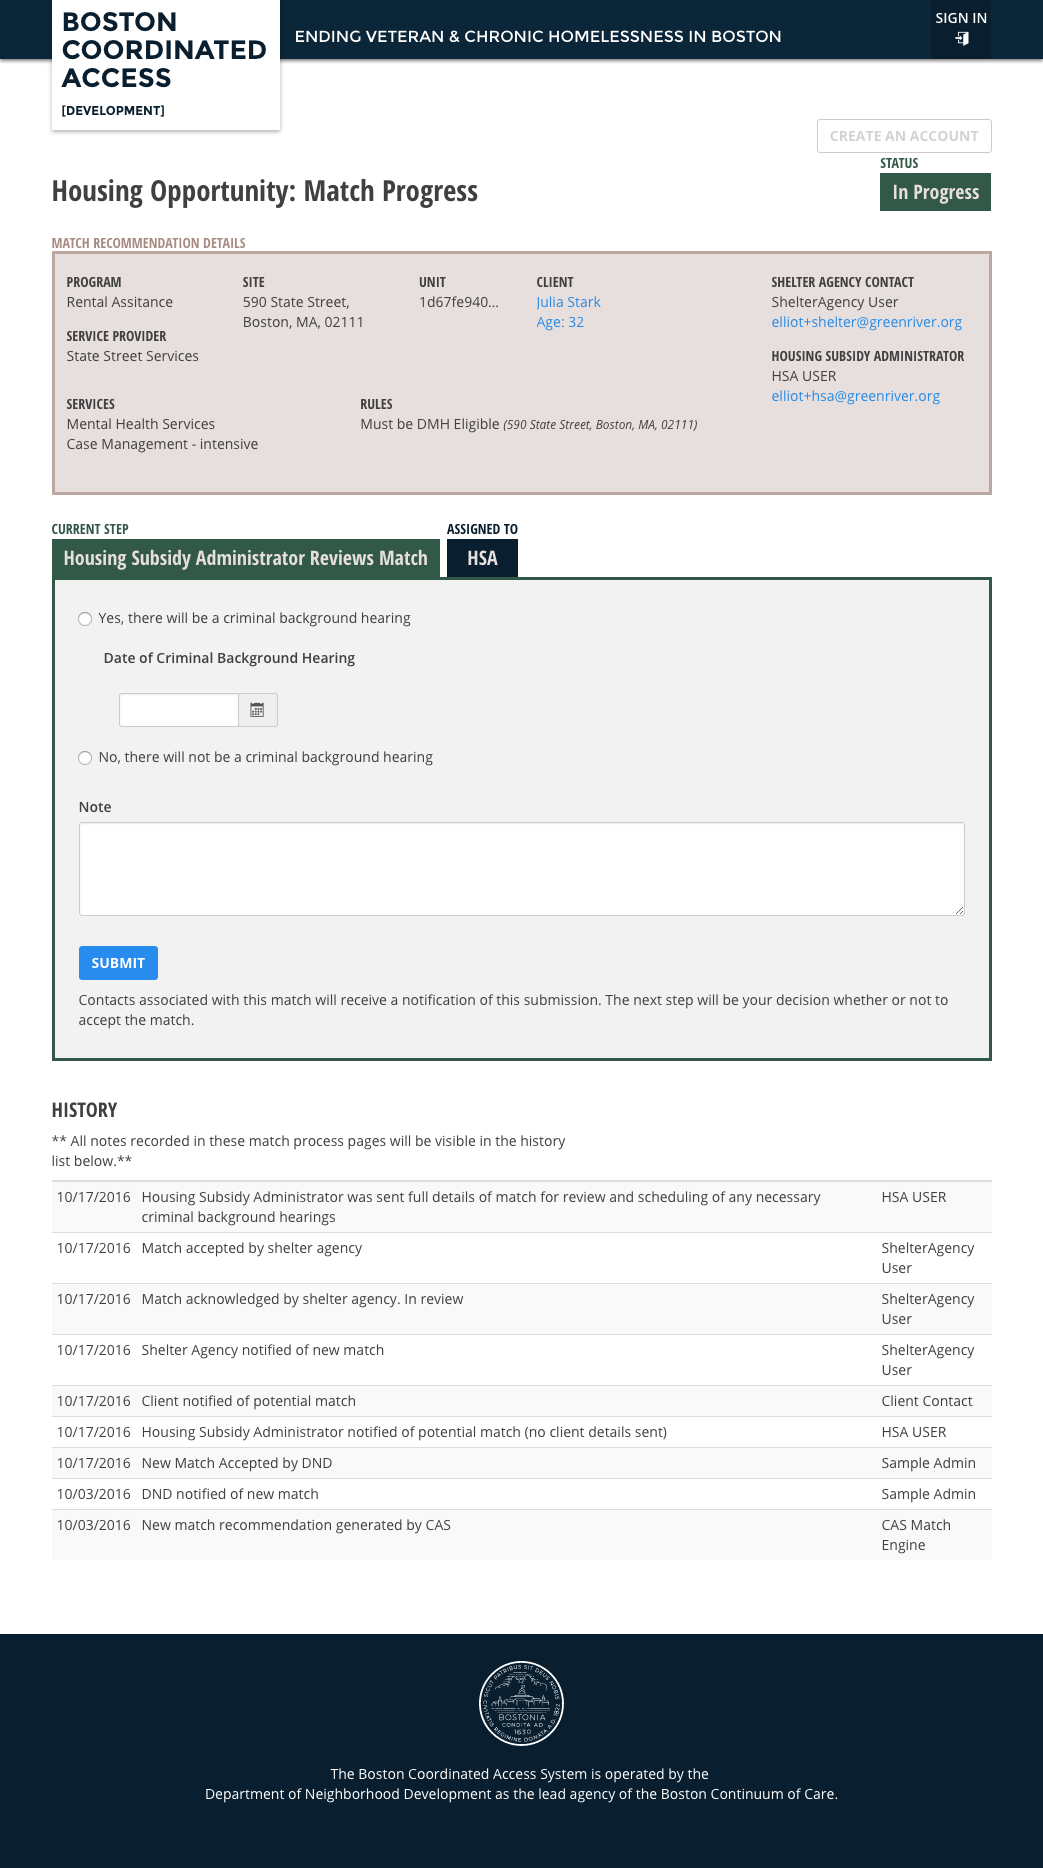 BOSTON
COORDINATED
ACCESS
[DEVELOPMENT]
ENDING VETERAN & CHRONIC HOMELESSNESS IN BOSTON
SIGN IN
CREATE AN ACCOUNT
STATUS
Housing Opportunity: Match Progress
In Progress
MATCH RECOMMENDATION DETAILS
PROGRAM
Rental Assitance
SERVICE PROVIDER
State Street Services
SITE
590 State Street,
Boston, MA, 02111
UNIT
1d67fe940...
CLIENT
Julia Stark
Age: 32
SHELTER AGENCY CONTACT
ShelterAgency User
elliot+shelter@greenriver.org
HOUSING SUBSIDY ADMINISTRATOR
HSA USER
elliot+hsa@greenriver.org
SERVICES
Mental Health Services
Case Management - intensive
RULES
Must be DMH Eligible (590 State Street, Boston, MA, 02111)
CURRENT STEP
Housing Subsidy Administrator Reviews Match
ASSIGNED TO
HSA
Yes, there will be a criminal background hearing
Date of Criminal Background Hearing
No, there will not be a criminal background hearing
Note
SUBMIT
Contacts associated with this match will receive a notification of this submission. The next step will be your decision whether or not to
accept the match.
HISTORY
** All notes recorded in these match process pages will be visible in the history
list below.**
10/17/2016 Housing Subsidy Administrator was sent full details of match for review and scheduling of any necessary HSA USER
criminal background hearings
10/17/2016 Match accepted by shelter agency ShelterAgency
User
10/17/2016 Match acknowledged by shelter agency. In review ShelterAgency
User
10/17/2016 Shelter Agency notified of new match ShelterAgency
User
10/17/2016 Client notified of potential match Client Contact
10/17/2016 Housing Subsidy Administrator notified of potential match (no client details sent) HSA USER
10/17/2016 New Match Accepted by DND Sample Admin
10/03/2016 DND notified of new match Sample Admin
10/03/2016 New match recommendation generated by CAS CAS Match
Engine
SICUT PATRIBUS SIT DEUS NOBIS
BOSTONIA
CONDITA AD
1630
CIVITATIS REGIMINE DONATA A.D. 1822
The Boston Coordinated Access System is operated by the
Department of Neighborhood Development as the lead agency of the Boston Continuum of Care.